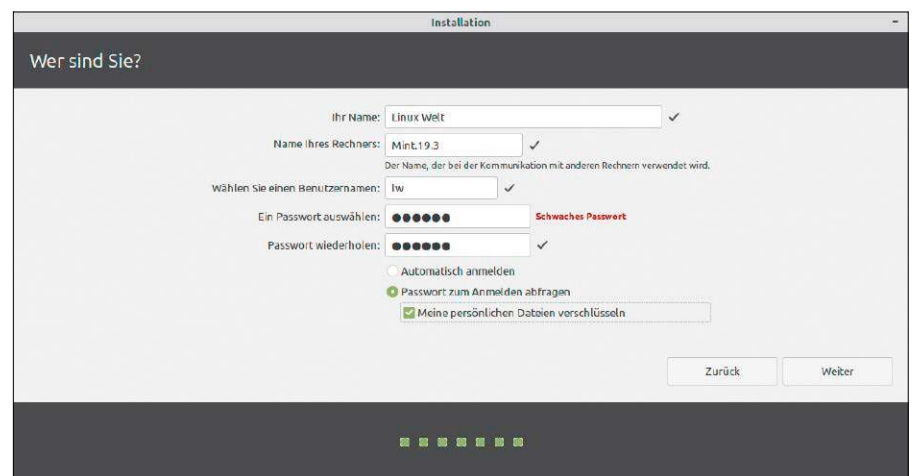 Installation
Wer sind Sie?
Ihr Name: Linux Welt
Name Ihres Rechners: Mint.19.3
Der Name, der bei der Kommunikation mit anderen Rechnern verwendet wird.
Wählen Sie einen Benutzernamen: lw
Ein Passwort auswählen: ●●●●●● Schwaches Passwort
Passwort wiederholen: ●●●●●●
Automatisch anmelden
Passwort zum Anmelden abfragen
Meine persönlichen Dateien verschlüsseln
Zurück Weiter